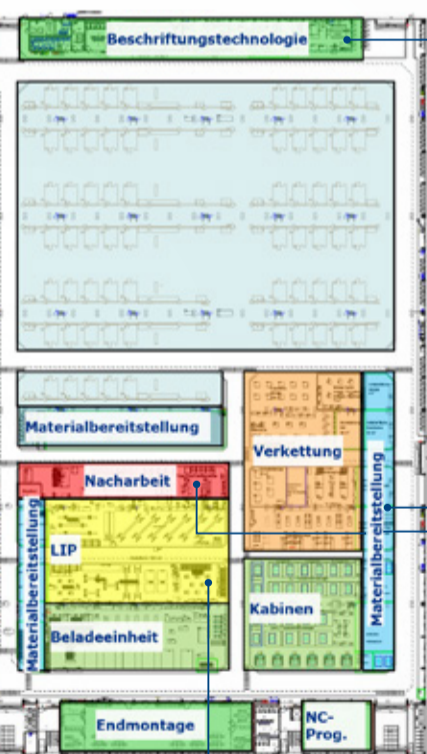 Beschriftungstechnologie
Materialbereitstellung
Verkettung
Nacharbeit
Materialbereitstellung
Materialbereitstellung
LIP
Kabinen
Beladeeinheit
Endmontage
NC-
Prog.